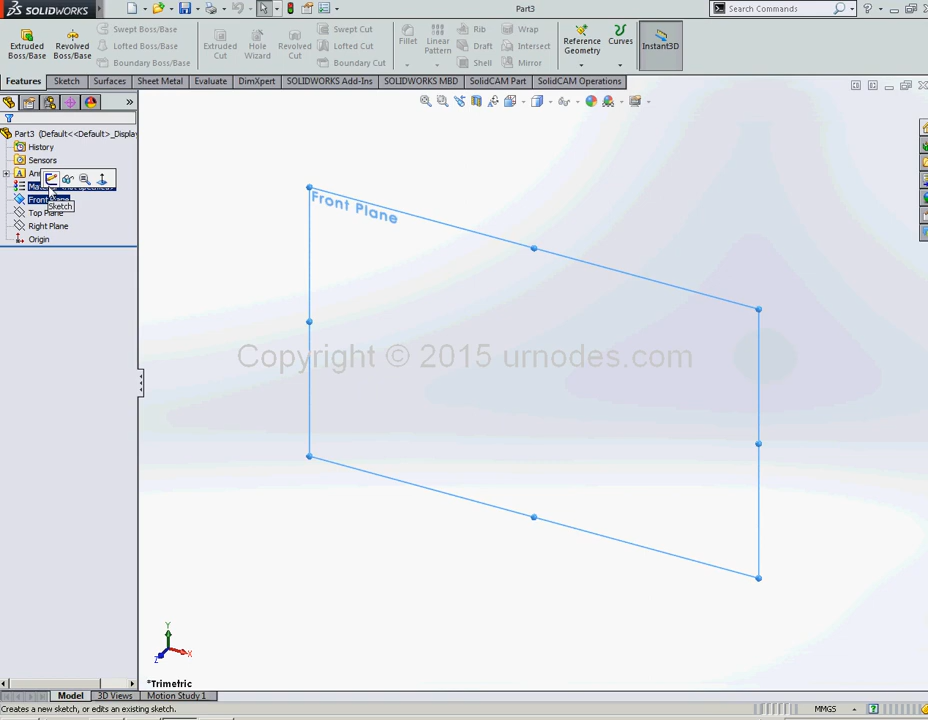 SOLIDWORKS
Part3
Search Commands
Extruded Boss/Base
Revolved Boss/Base
Swept Boss/Base
Lofted Boss/Base
Boundary Boss/Base
Extruded Cut
Hole Wizard
Revolved Cut
Swept Cut
Lofted Cut
Boundary Cut
Fillet
Linear Pattern
Rib
Draft
Shell
Wrap
Intersect
Mirror
Reference Geometry
Curves
Instant3D
Features
Sketch
Surfaces
Sheet Metal
Evaluate
DimXpert
SOLIDWORKS Add-Ins
SOLIDWORKS MBD
SolidCAM Part
SolidCAM Operations
Part3 (Default<<Default>_Display
History
Sensors
Front Plane
Sketch
Top Plane
Right Plane
Origin
Front Plane
Copyright © 2015 urnodes.com
Y
X
Z
*Trimetric
Model
3D Views
Motion Study 1
Creates a new sketch, or edits an existing sketch.
MMGS